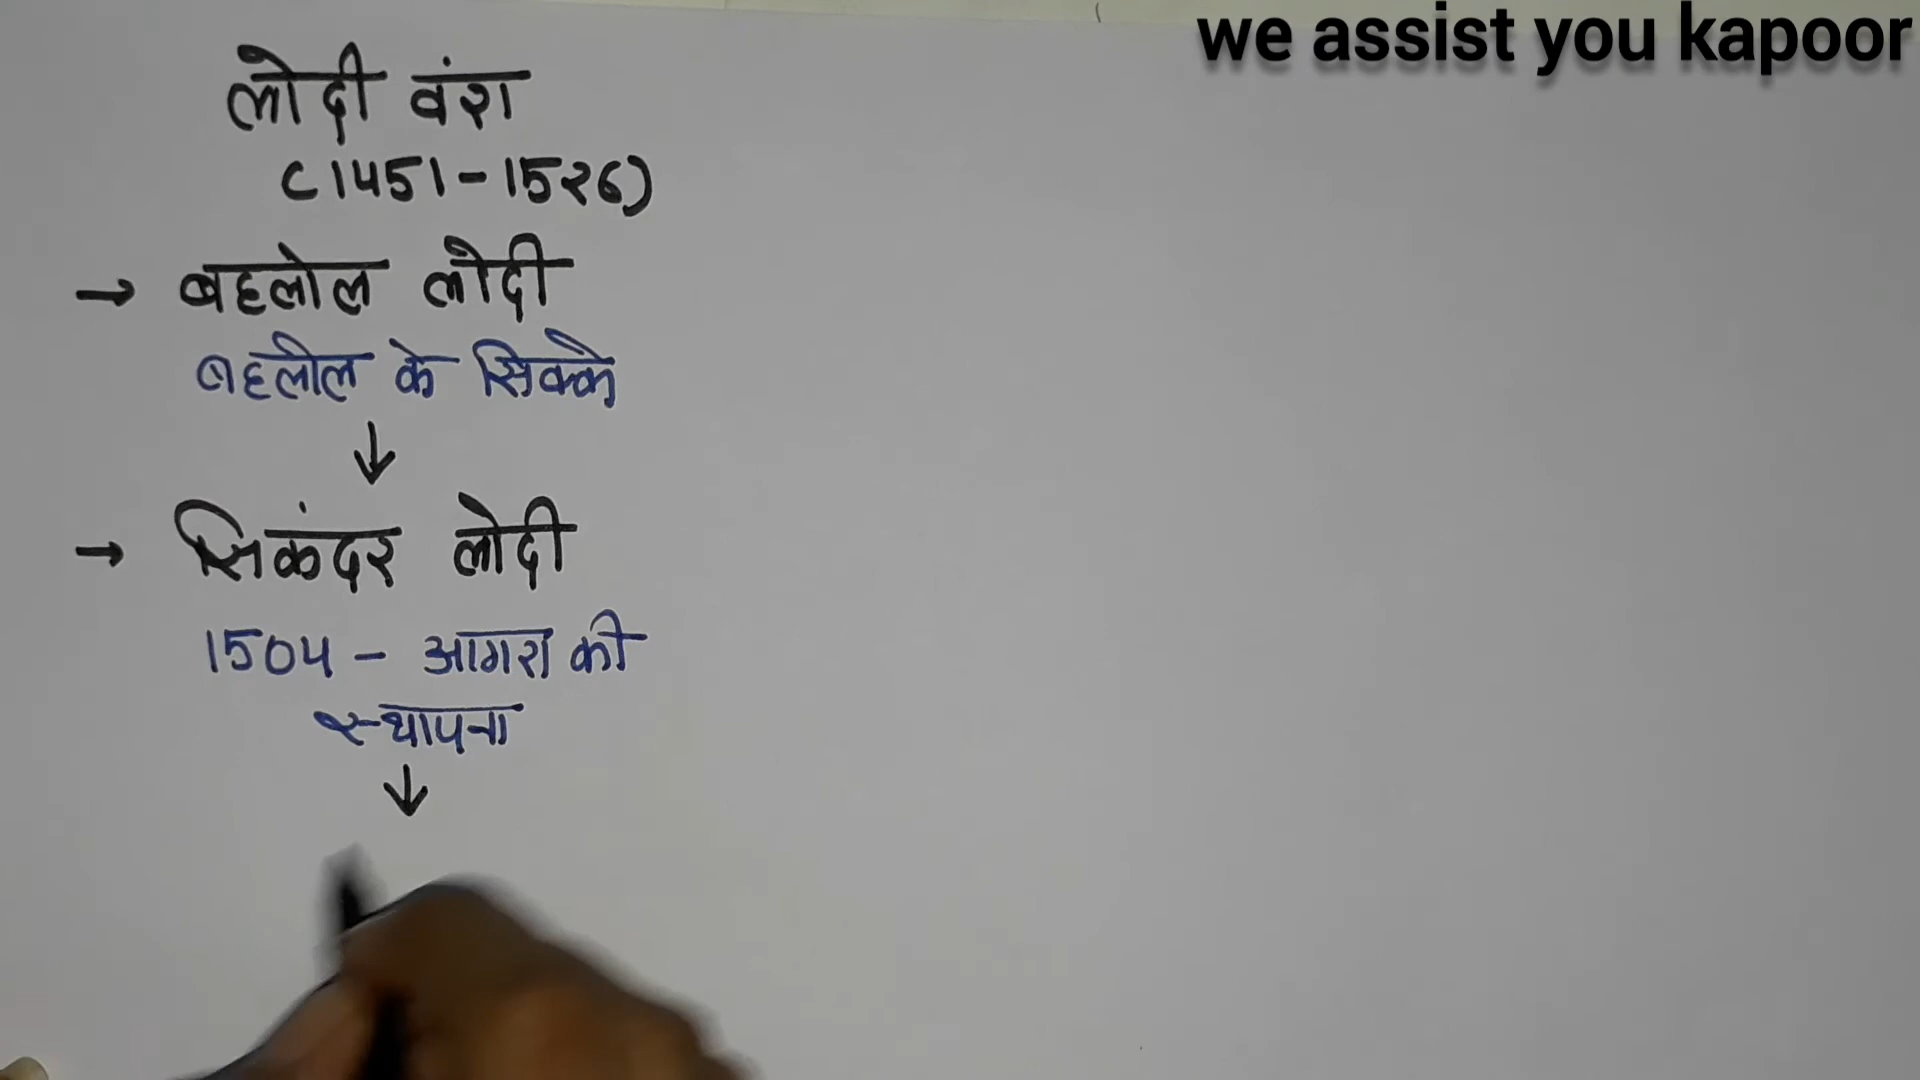 we assist you kapoor
लोदी वंश
(1451-1526)
→ बहलोल लोदी
बहलोल के सिक्के
↓
→ सिकंदर लोदी
1504 - आगरा की
स्थापना
↓